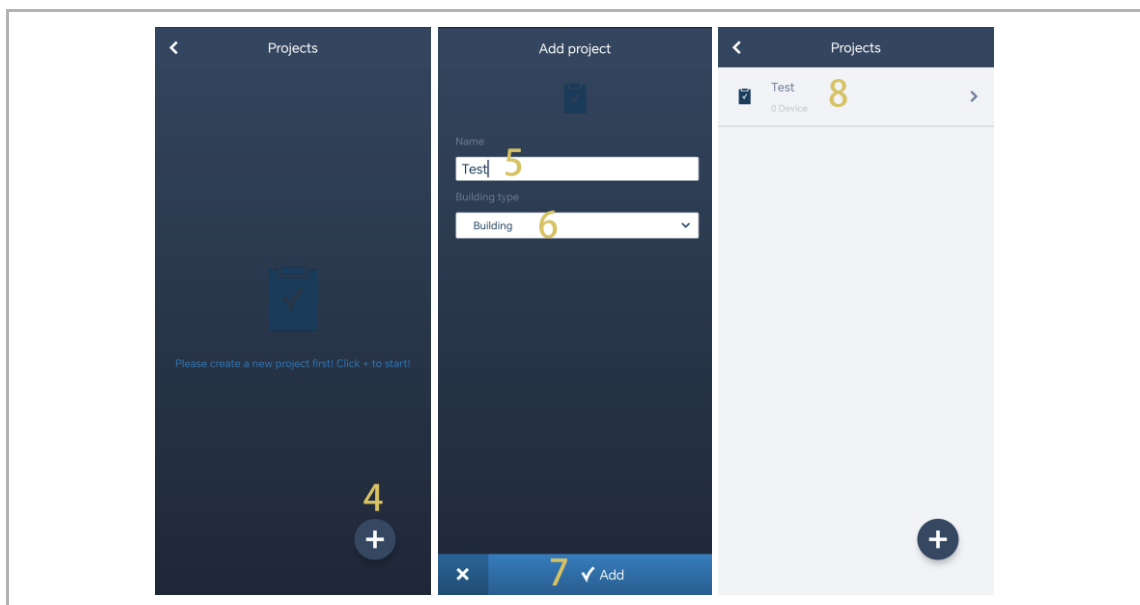 Projects
Please create a new project first! Click + to start!
4
+
Add project
Name
Test 5
Building type
Building 6
7 Add
Projects
Test 8
0 Device
+